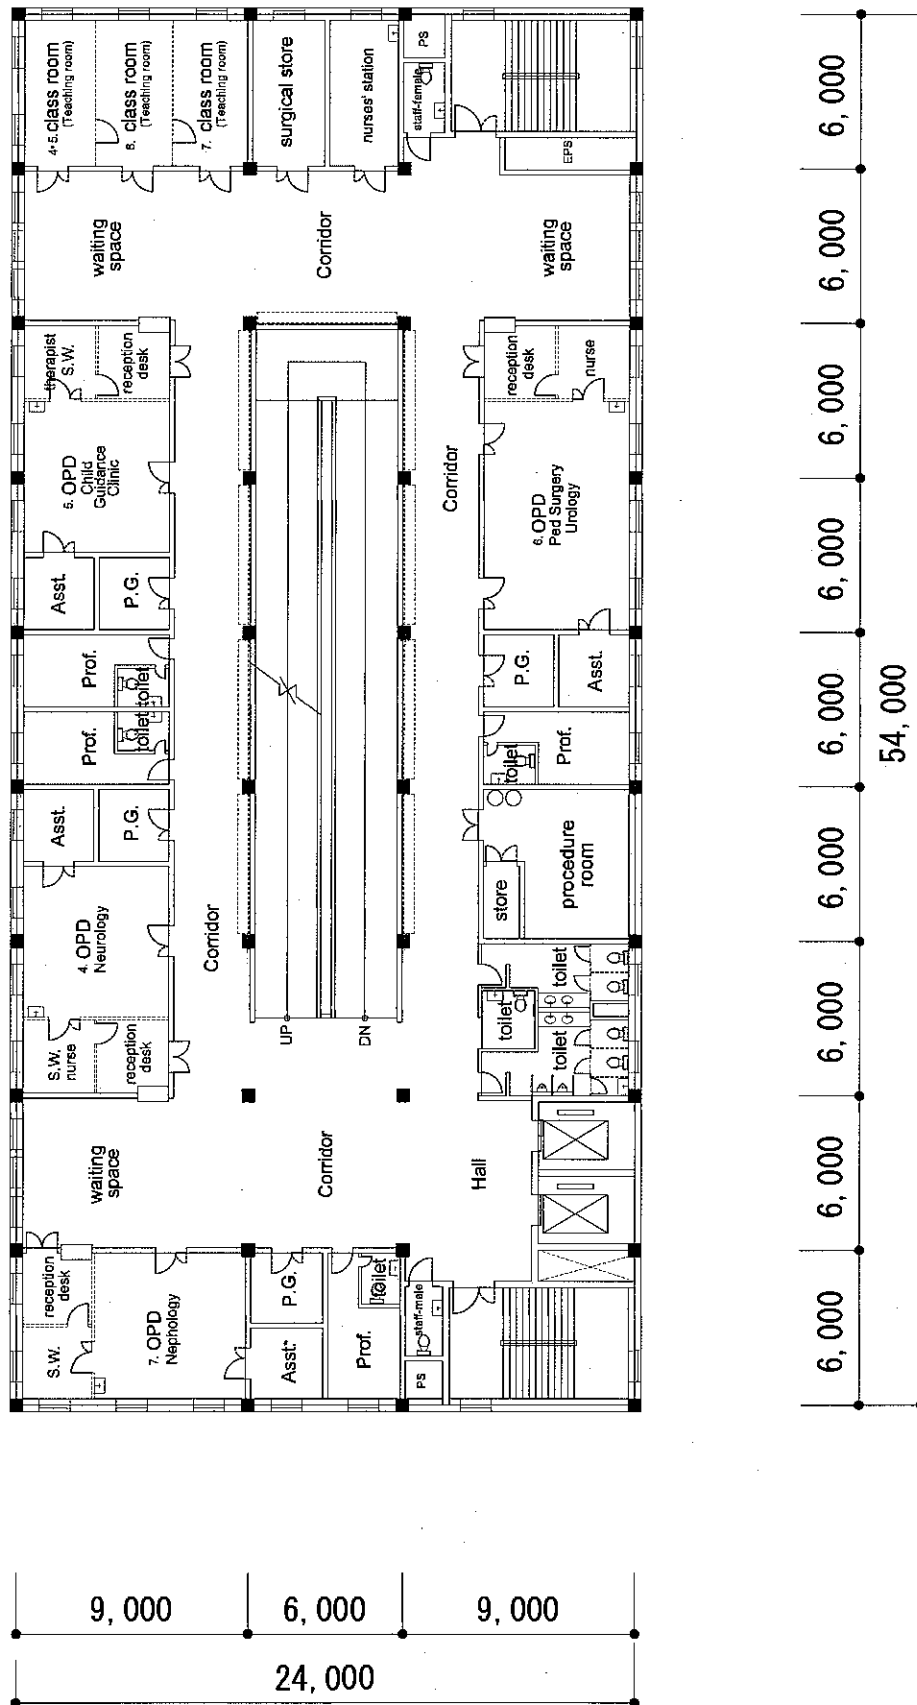 4・5. class room
(Teaching room)
6. class room
(Teaching room)
7. class room
(Teaching room)
surgical store
nurses' station
PS
staff-female
EPS
waiting
space
Corridor
waiting
space
therapist
S.W.
reception
desk
5. OPD
Child
Guidance
Clinic
Asst.
P.G.
Prof.
toilet
Prof.
toilet
Asst.
P.G.
4. OPD
Neurology
S.W.
nurse
reception
desk
Corridor
UP
DN
Corridor
reception
desk
nurse
6. OPD
Ped Surgery
Urology
P.G.
Asst.
toilet
Prof.
procedure
room
store
toilet
toilet
toilet
waiting
space
Corridor
Hall
reception
desk
S.W.
7. OPD
Nephology
P.G.
Asst.
toilet
Prof.
staff-male
PS
6,000
6,000
6,000
6,000
6,000
6,000
6,000
6,000
6,000
54,000
9,000
6,000
9,000
24,000